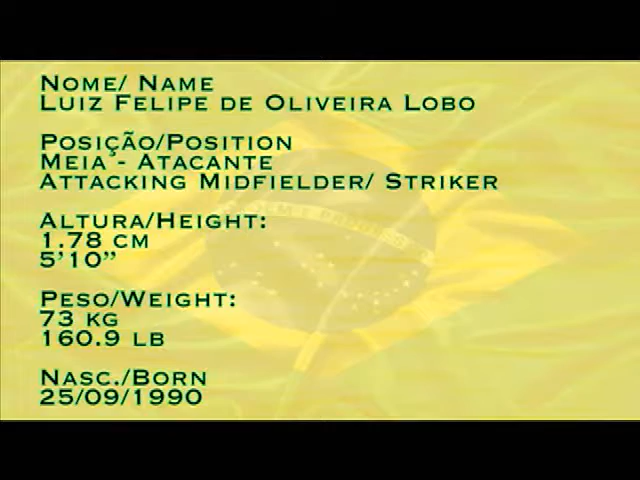 Nome/ Name
Luiz Felipe de Oliveira Lobo
Posição/Position
Meia - Atacante
Attacking Midfielder/ Striker
Altura/Height:
1.78 cm
5'10”
Peso/Weight:
73 kg
160.9 lb
Nasc./Born
25/09/1990